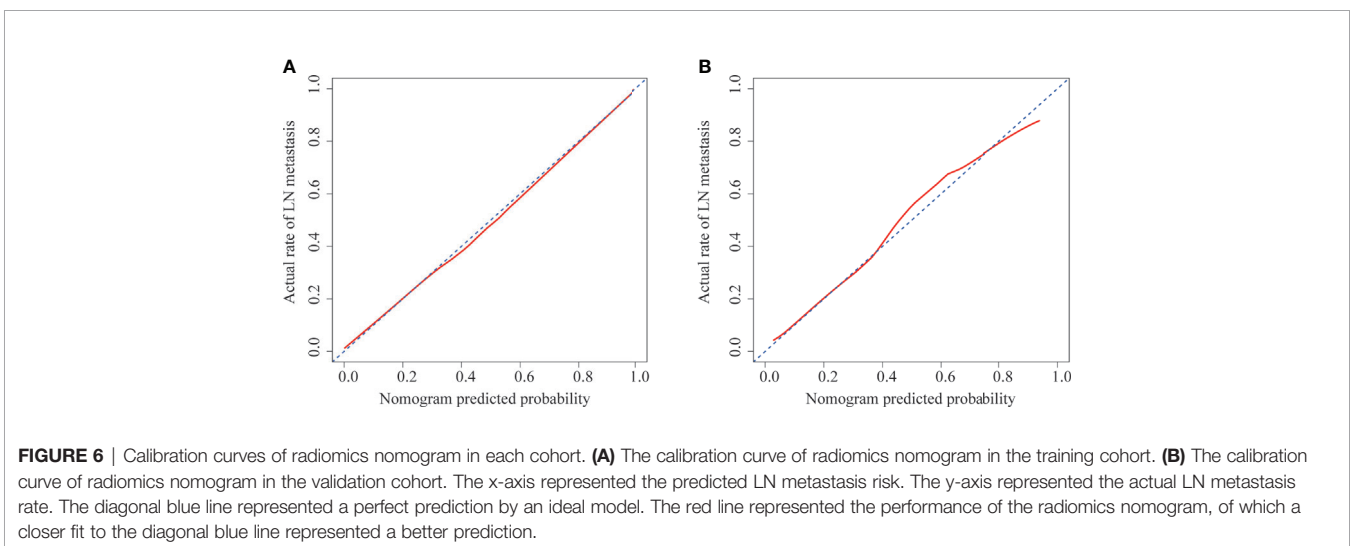 A
B
1.0
0.8
0.6
0.4
0.2
0.0
Actual rate of LN metastasis
0.0 0.2 0.4 0.6 0.8 1.0
Nomogram predicted probability
1.0
0.8
0.6
0.4
0.2
0.0
Actual rate of LN metastasis
0.0 0.2 0.4 0.6 0.8 1.0
Nomogram predicted probability
FIGURE 6 | Calibration curves of radiomics nomogram in each cohort. (A) The calibration curve of radiomics nomogram in the training cohort. (B) The calibration
curve of radiomics nomogram in the validation cohort. The x-axis represented the predicted LN metastasis risk. The y-axis represented the actual LN metastasis
rate. The diagonal blue line represented a perfect prediction by an ideal model. The red line represented the performance of the radiomics nomogram, of which a
closer fit to the diagonal blue line represented a better prediction.